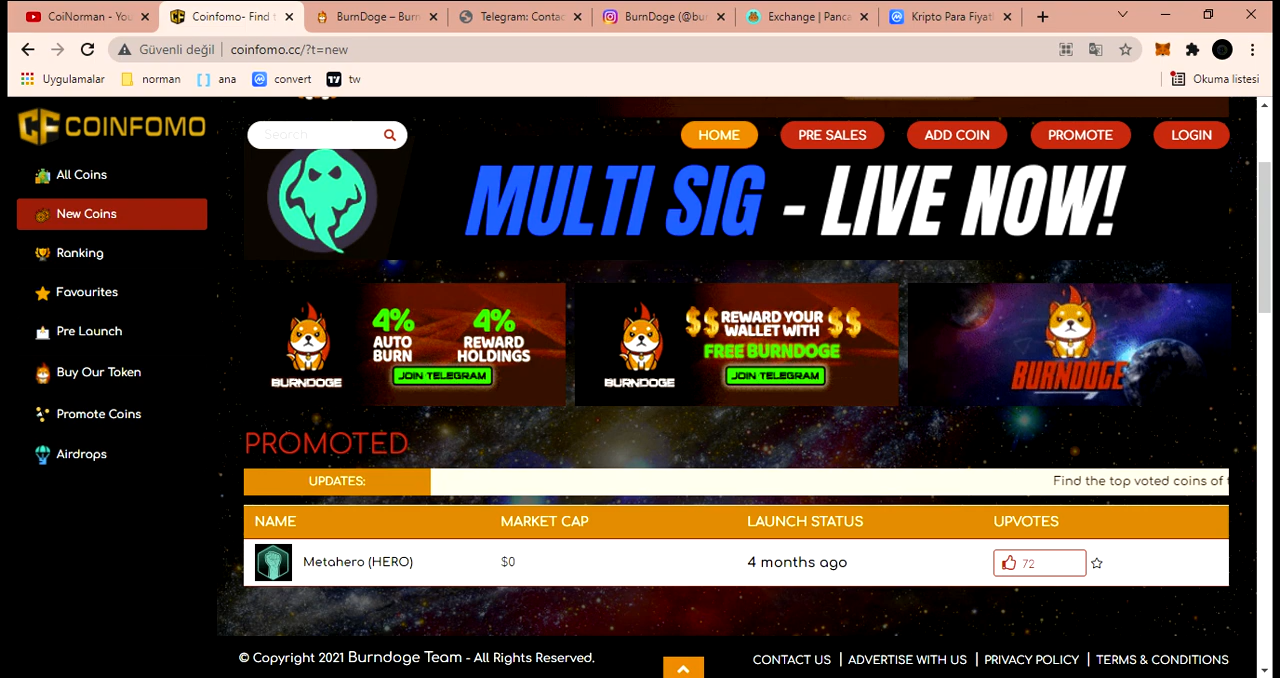 CoiNorman - You
Coinfomo- Find t
BurnDoge – Burn
Telegram: Contac
BurnDoge (@bur
Exchange | Panca
Kripto Para Fiyatl
Güvenli değil | coinfomo.cc/?t=new
Uygulamalar norman ana convert tw Okuma listesi
COINFOMO
Search
HOME PRE SALES ADD COIN PROMOTE LOGIN
All Coins
New Coins
Ranking
Favourites
Pre Launch
Buy Our Token
Promote Coins
Airdrops
MULTI SIG - LIVE NOW!
4% 4%
AUTO REWARD
BURN HOLDINGS
BURNDOGE JOIN TELEGRAM
$$ REWARD YOUR $$
WALLET WITH
FREE BURNDOGE
BURNDOGE JOIN TELEGRAM
BURNDOGE
PROMOTED
UPDATES: Find the top voted coins of t
NAME MARKET CAP LAUNCH STATUS UPVOTES
Metahero (HERO) $0 4 months ago 72
© Copyright 2021 Burndoge Team - All Rights Reserved.
CONTACT US | ADVERTISE WITH US | PRIVACY POLICY | TERMS & CONDITIONS